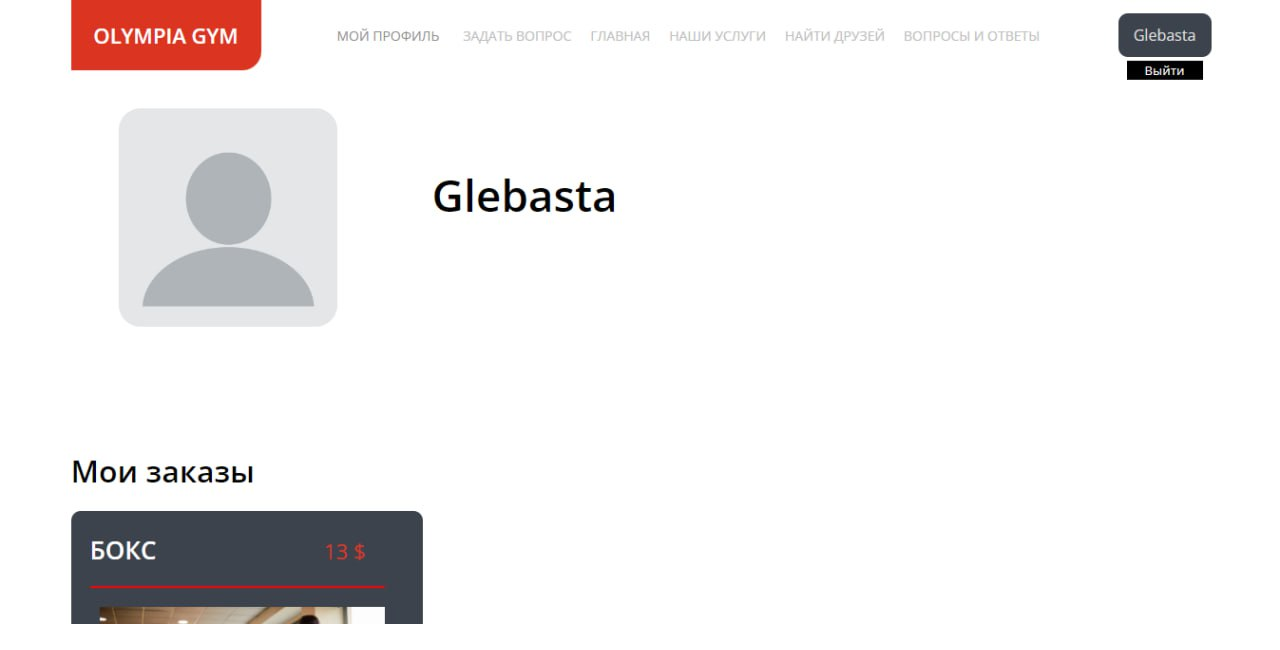 OLYMPIA GYM
МОЙ ПРОФИЛЬ ЗАДАТЬ ВОПРОС ГЛАВНАЯ НАШИ УСЛУГИ НАЙТИ ДРУЗЕЙ ВОПРОСЫ И ОТВЕТЫ
Glebasta
Выйти
Glebasta
Мои заказы
БОКС 13 $